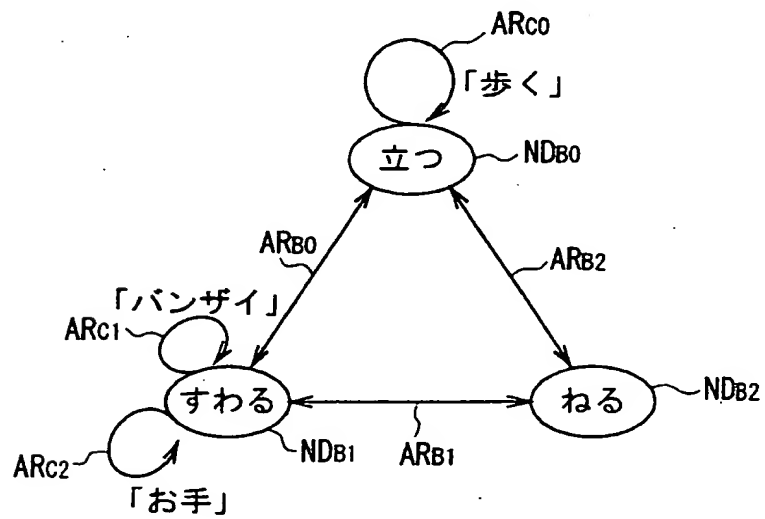 ARC0
「歩く」
立つ
NDB0
ARB0
ARB2
「バンザイ」
ARC1
すわる
ねる
NDB2
ARB1
NDB1
ARC2
「お手」